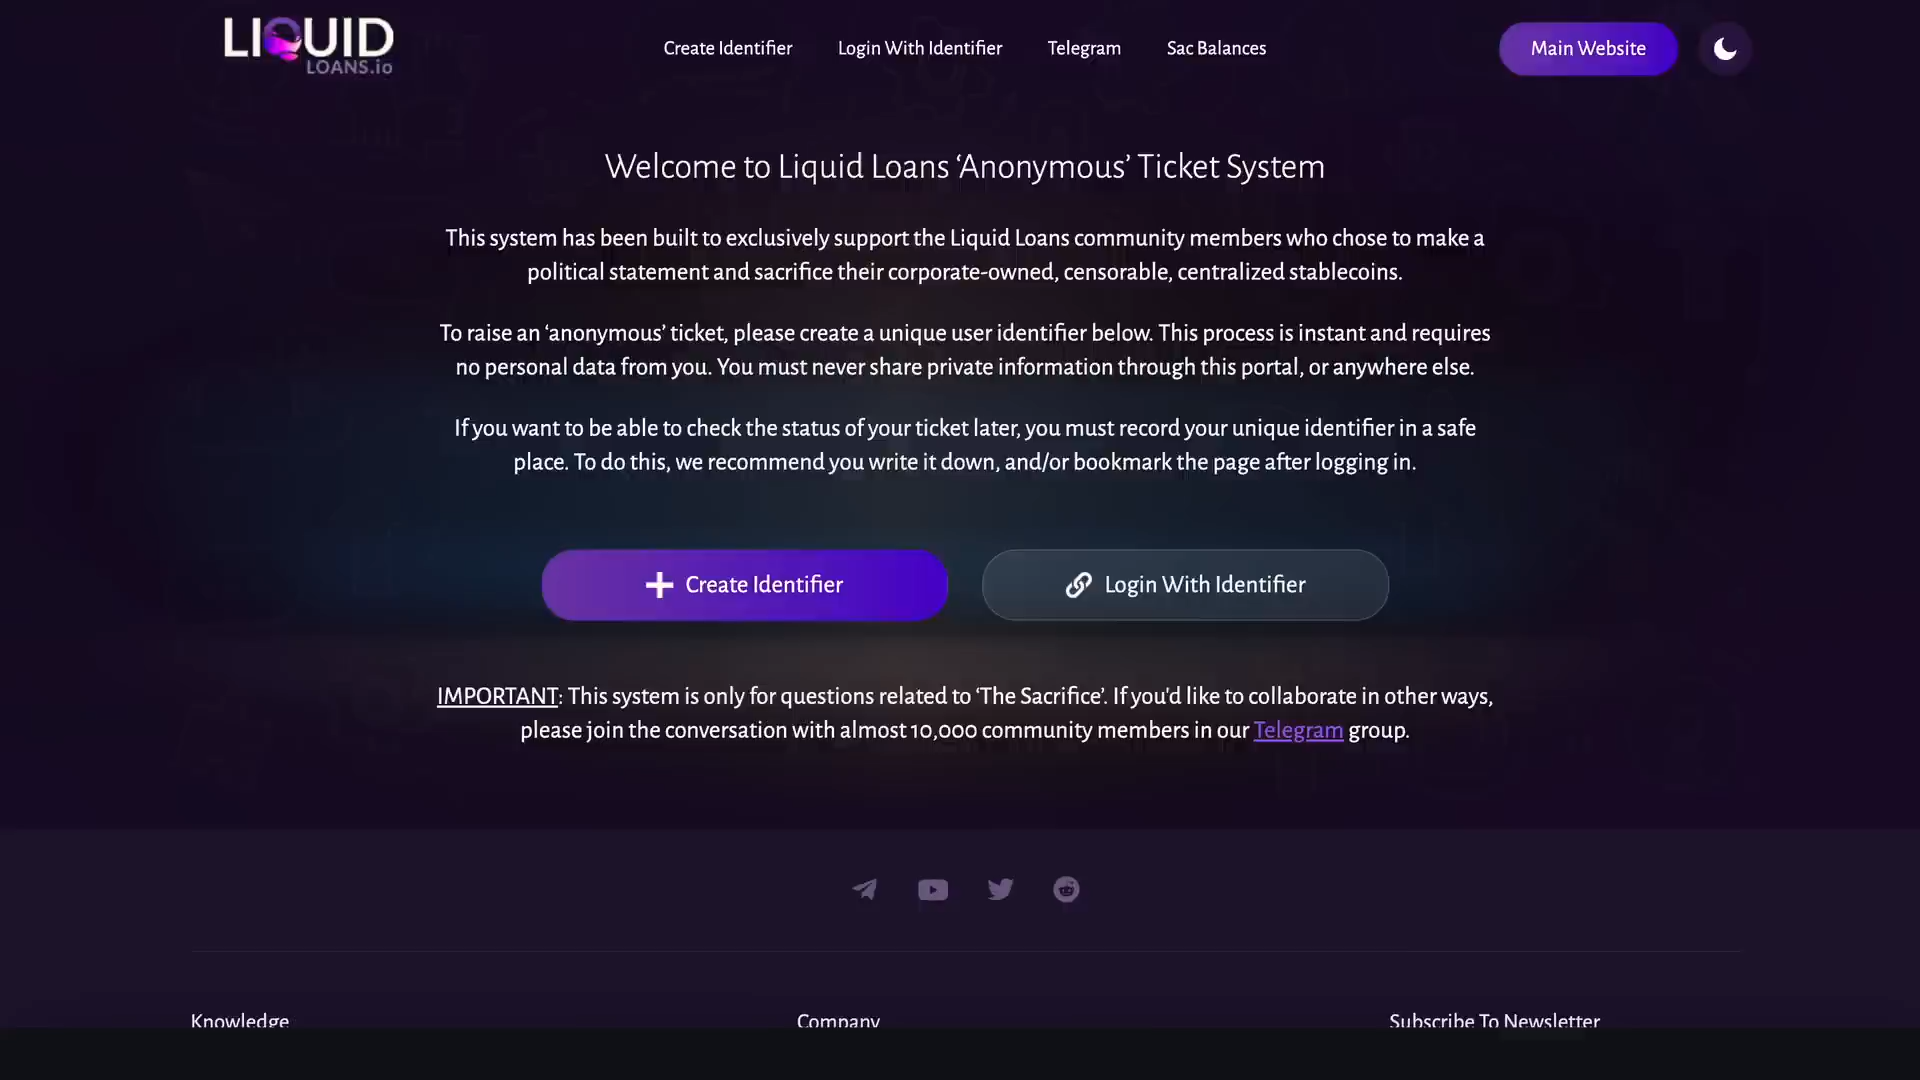 LIQUID
LOANS.io
Create Identifier
Login With Identifier
Telegram
Sac Balances
Main Website
Welcome to Liquid Loans ‘Anonymous’ Ticket System
This system has been built to exclusively support the Liquid Loans community members who chose to make a
political statement and sacrifice their corporate-owned, censorable, centralized stablecoins.
To raise an ‘anonymous’ ticket, please create a unique user identifier below. This process is instant and requires
no personal data from you. You must never share private information through this portal, or anywhere else.
If you want to be able to check the status of your ticket later, you must record your unique identifier in a safe
place. To do this, we recommend you write it down, and/or bookmark the page after logging in.
Create Identifier
Login With Identifier
IMPORTANT: This system is only for questions related to ‘The Sacrifice’. If you'd like to collaborate in other ways,
please join the conversation with almost 10,000 community members in our Telegram group.
Knowledge
Company
Subscribe To Newsletter